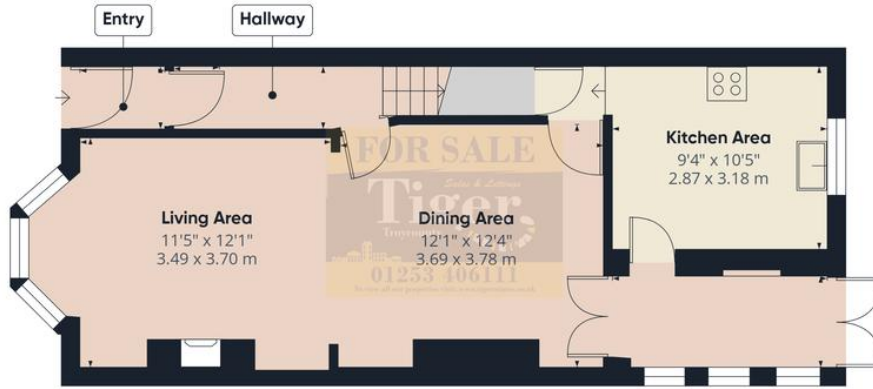 Entry
Hallway
FOR SALE
Sales & Lettings
Tiger
01253 406111
Living Area
11'5" x 12'1"
3.49 x 3.70 m
Dining Area
12'1" x 12'4"
3.69 x 3.78 m
Kitchen Area
9'4" x 10'5"
2.87 x 3.18 m